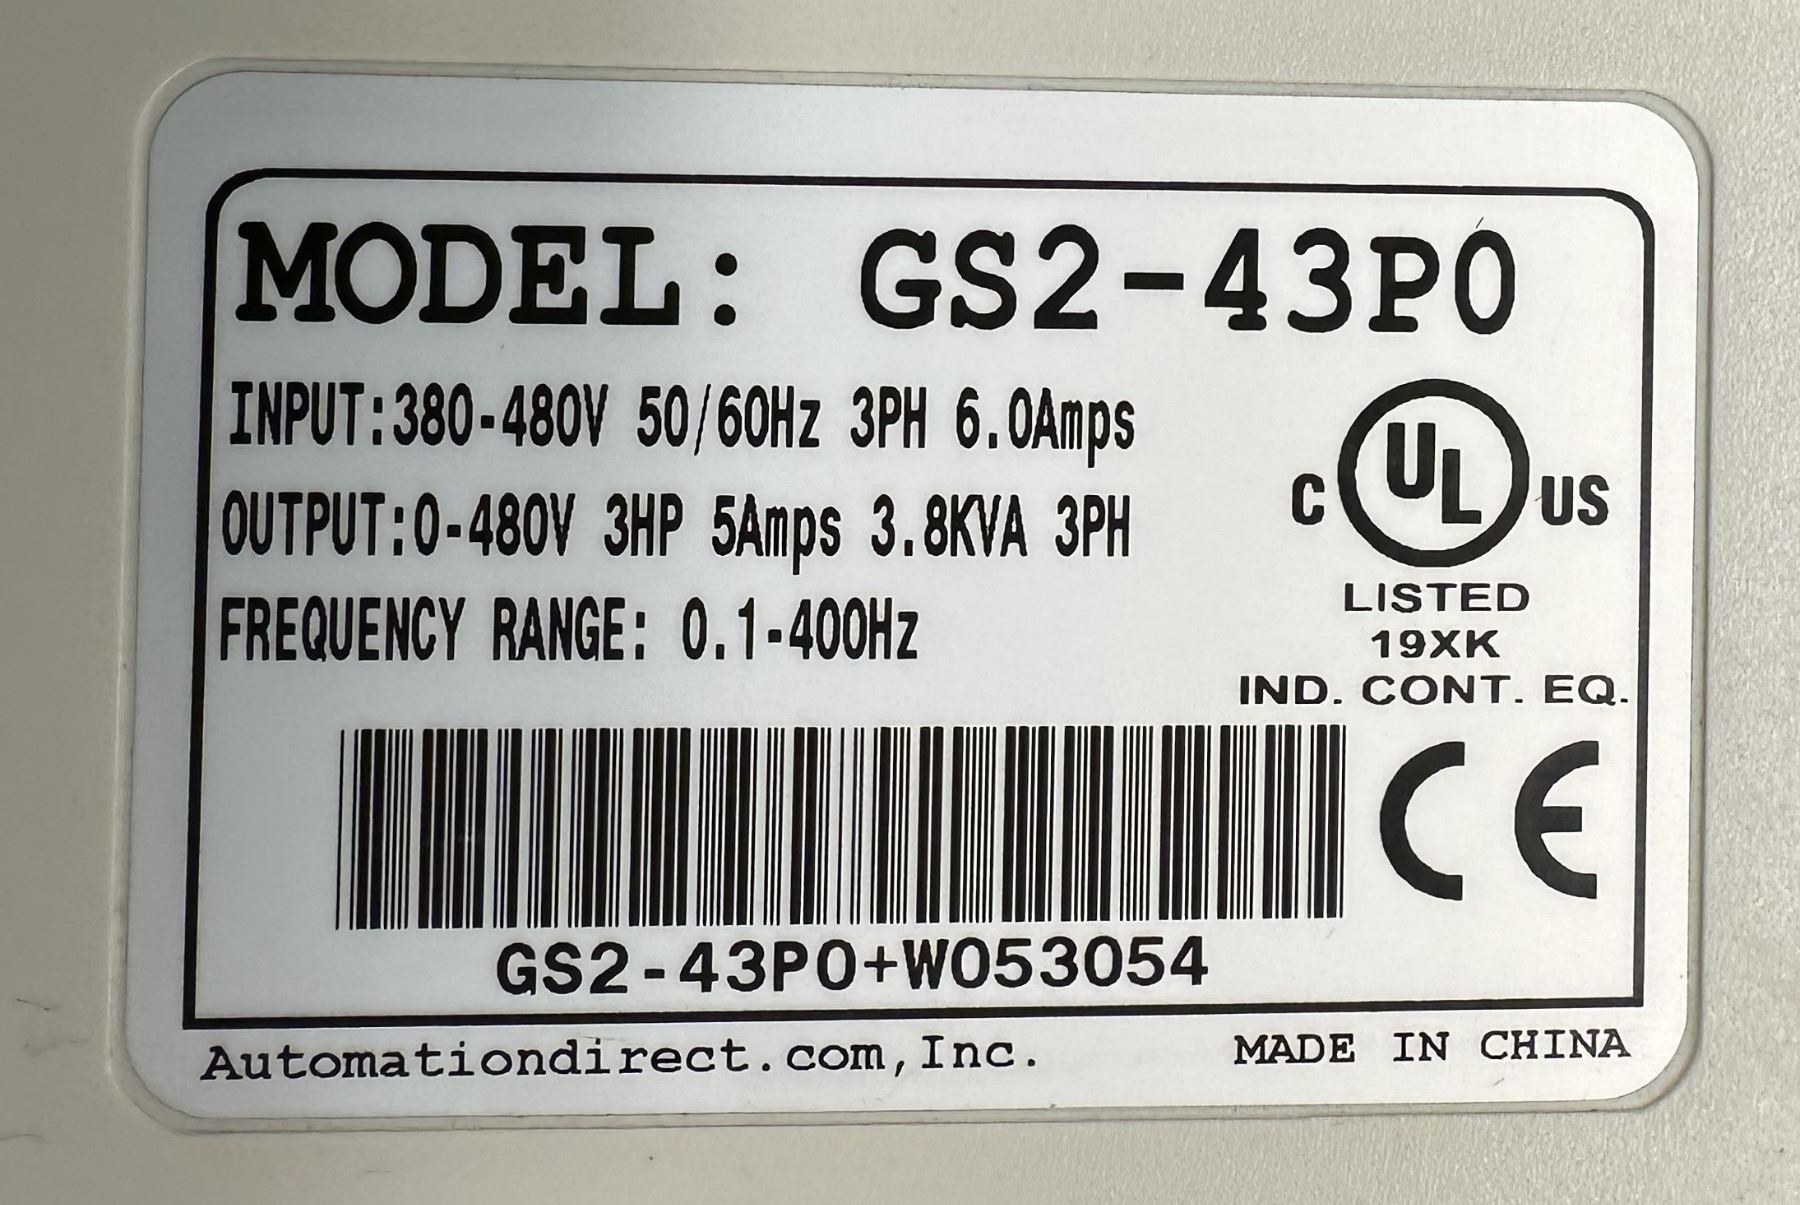 MODEL: GS2-43P0
INPUT:380-480V 50/60Hz 3PH 6.0Amps
OUTPUT:0-480V 3HP 5Amps 3.8KVA 3PH
FREQUENCY RANGE: 0.1-400Hz
C UL US
LISTED
19XK
IND. CONT. EQ.
CE
GS2-43P0+W053054
Automationdirect.com,Inc.
MADE IN CHINA